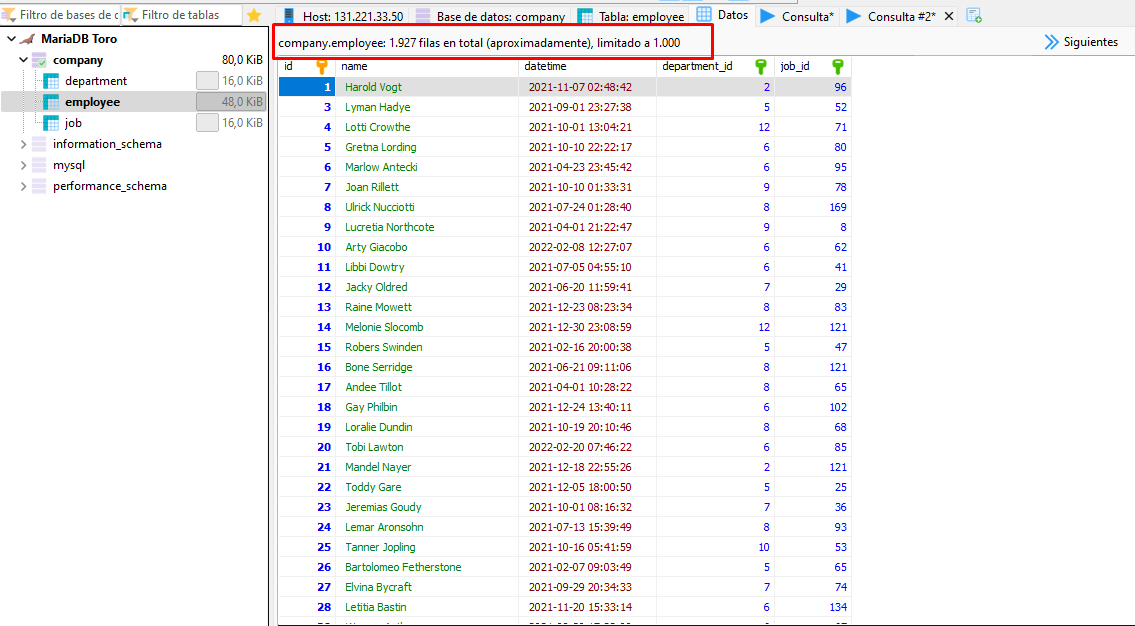 Filtro de bases de d
Filtro de tablas
Host: 131.221.33.50
Base de datos: company
Tabla: employee
Datos
Consulta*
Consulta #2*
MariaDB Toro
company 80,0 KiB
department 16,0 KiB
employee 48,0 KiB
job 16,0 KiB
information_schema
mysql
performance_schema
company.employee: 1.927 filas en total (aproximadamente), limitado a 1.000
Siguientes
id name datetime department_id job_id
1 Harold Vogt 2021-11-07 02:48:42 2 96
3 Lyman Hadye 2021-09-01 23:27:38 5 52
4 Lotti Crowthe 2021-10-01 13:04:21 12 71
5 Gretna Lording 2021-10-10 22:22:17 6 80
6 Marlow Antecki 2021-04-23 23:45:42 6 95
7 Joan Rillett 2021-10-10 01:33:31 9 78
8 Ulrick Nucciotti 2021-07-24 01:28:40 8 169
9 Lucretia Northcote 2021-04-01 21:22:47 9 8
10 Arty Giacobo 2022-02-08 12:27:07 6 62
11 Libbi Dowtry 2021-07-05 04:55:10 6 41
12 Jacky Oldred 2021-06-20 11:59:41 7 29
13 Raine Mowett 2021-12-23 08:23:34 8 83
14 Melonie Slocomb 2021-12-30 23:08:59 12 121
15 Robers Swinden 2021-02-16 20:00:38 5 47
16 Bone Serridge 2021-06-21 09:11:06 8 121
17 Andee Tillot 2021-04-01 10:28:22 8 65
18 Gay Philbin 2021-12-24 13:40:11 6 102
19 Loralie Dundin 2021-10-19 20:10:46 8 68
20 Tobi Lawton 2022-02-20 07:46:22 6 85
21 Mandel Nayer 2021-12-18 22:55:26 2 121
22 Toddy Gare 2021-12-05 18:00:50 5 25
23 Jeremias Goudy 2021-10-01 08:16:32 7 36
24 Lemar Aronsohn 2021-07-13 15:39:49 8 93
25 Tanner Jopling 2021-10-16 05:41:59 10 53
26 Bartolomeo Fetherstone 2021-02-07 09:03:49 5 65
27 Elvina Bycraft 2021-09-29 20:34:33 7 74
28 Letitia Bastin 2021-11-20 15:33:14 6 134